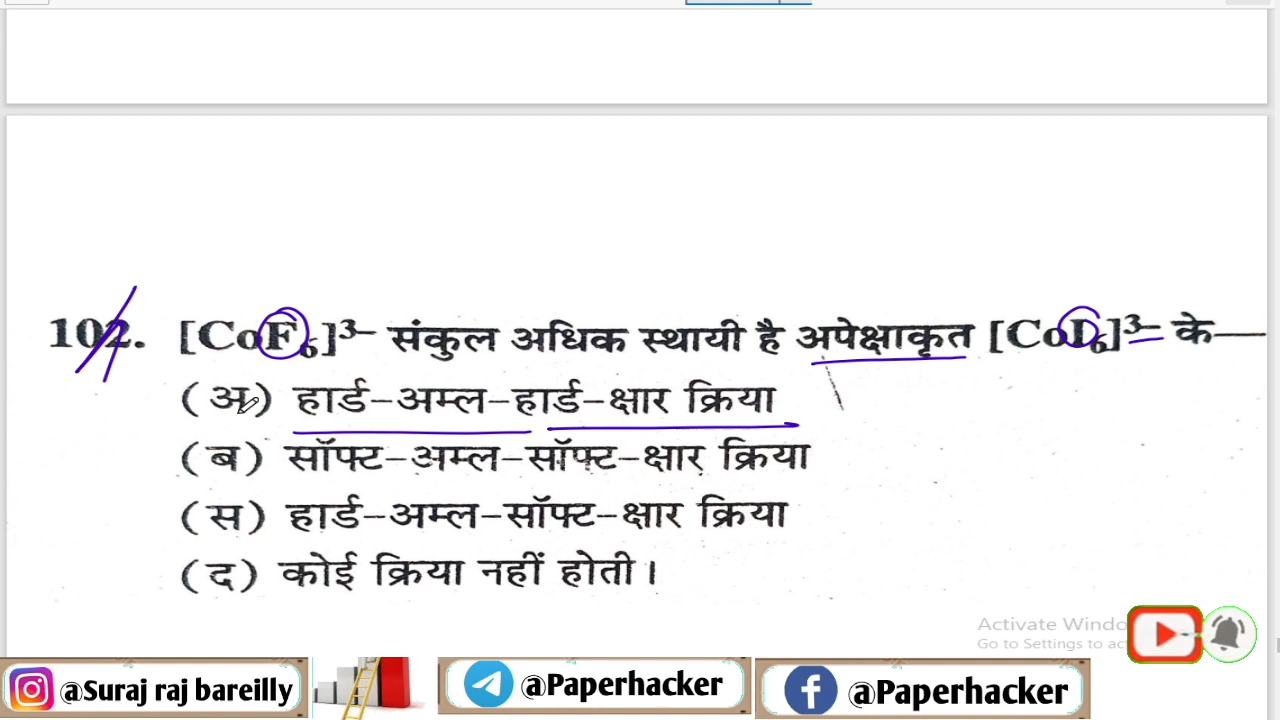 102. [CoF₆]³⁻ संकुल अधिक स्थायी है अपेक्षाकृत [CoI₆]³⁻ के—
(अ) हार्ड-अम्ल-हार्ड-क्षार क्रिया
(ब) सॉफ्ट-अम्ल-सॉफ्ट-क्षार क्रिया
(स) हार्ड-अम्ल-सॉफ्ट-क्षार क्रिया
(द) कोई क्रिया नहीं होती।
Activate Windo
Go to Settings to ac
@Suraj raj bareilly
@Paperhacker
@Paperhacker